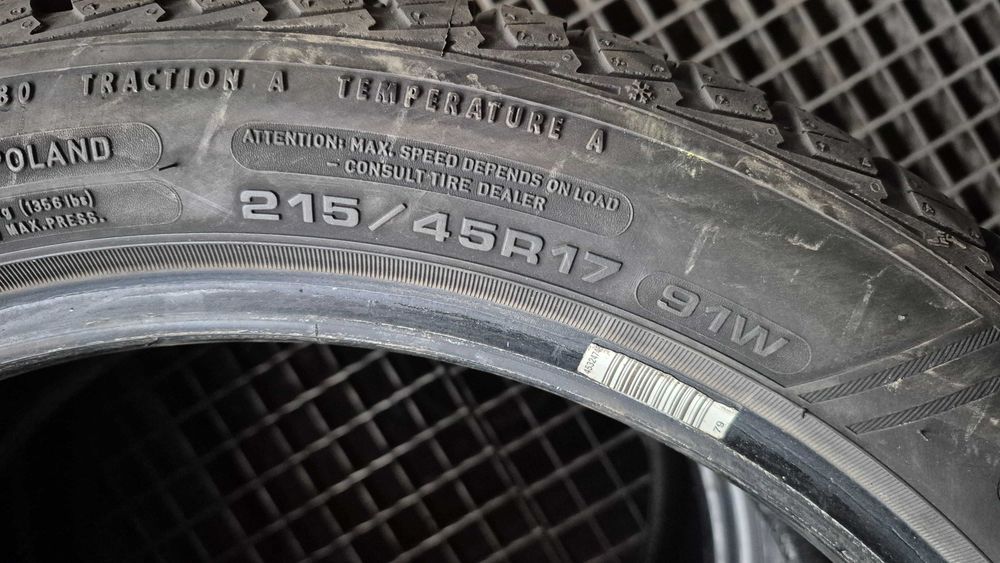 80 TRACTION A TEMPERATURE A
POLAND
ATTENTION: MAX. SPEED DEPENDS ON LOAD
- CONSULT TIRE DEALER
g (1356 lbs)
MAX. PRESS.
215/45R17 91W
79